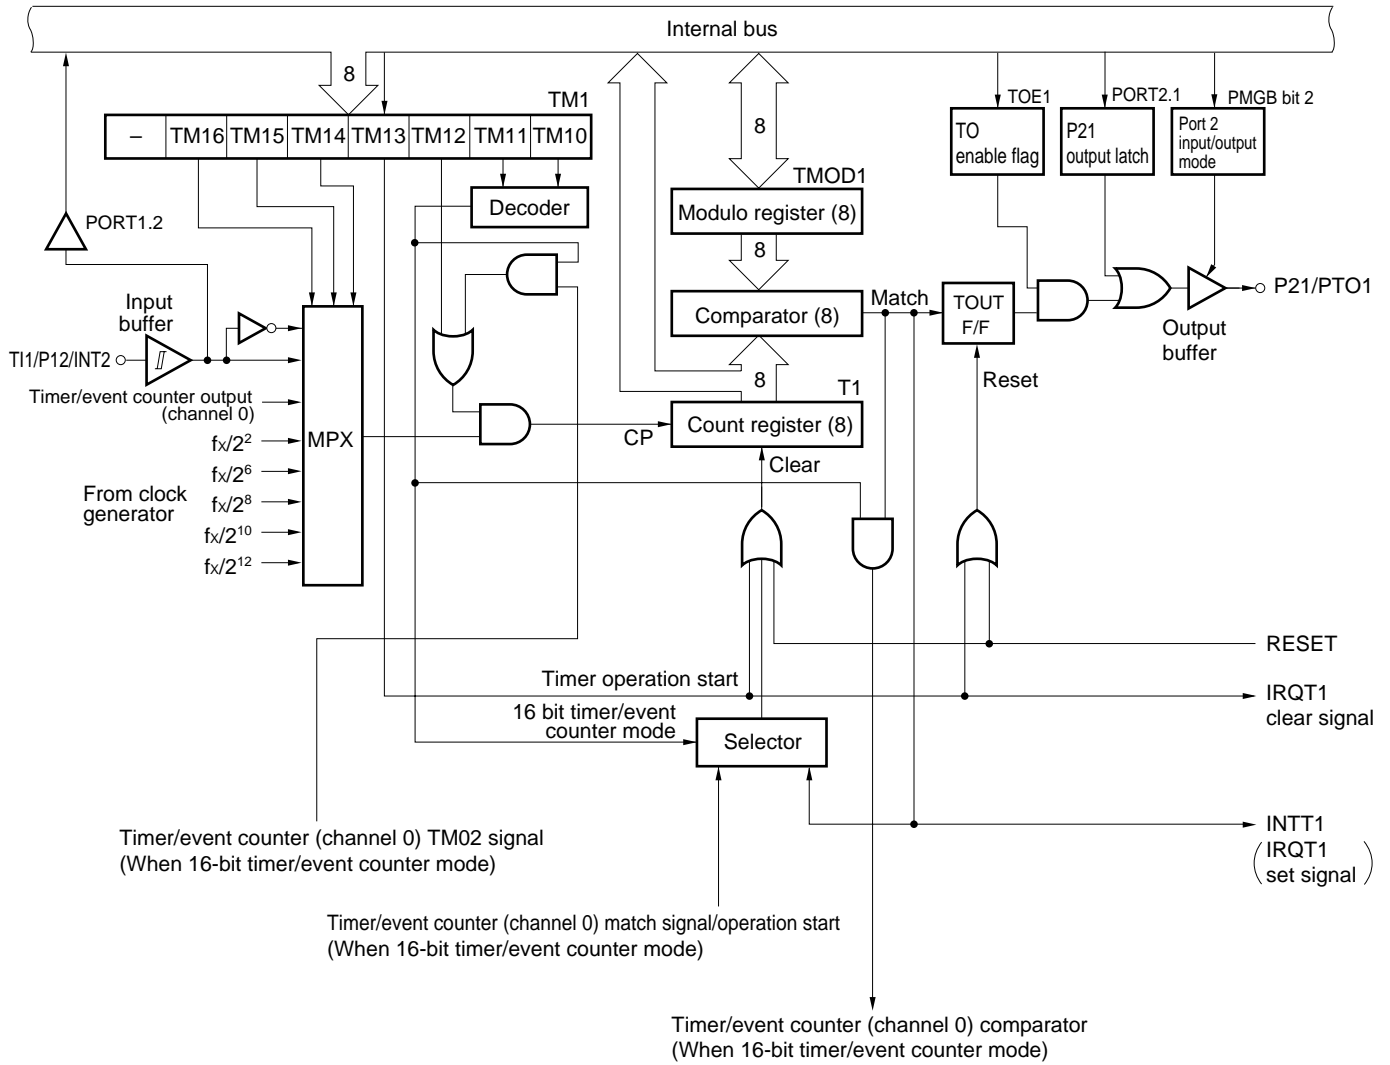 Internal bus
8
TM1
– TM16 TM15 TM14 TM13 TM12 TM11 TM10
Decoder
PORT1.2
Input
buffer
TI1/P12/INT2
Timer/event counter output
(channel 0)
fX/2²
fX/2⁶
From clock
generator
fX/2⁸
fX/2¹⁰
fX/2¹²
MPX
8
TMOD1
Modulo register (8)
8
Comparator (8)
Match
8
T1
Count register (8)
CP
Clear
TOE1
TO
enable flag
PORT2.1
P21
output latch
PMGB bit 2
Port 2
input/output
mode
TOUT
F/F
Reset
P21/PTO1
Output
buffer
RESET
Timer operation start
IRQT1
clear signal
16 bit timer/event
counter mode
Selector
INTT1
(IRQT1
set signal)
Timer/event counter (channel 0) TM02 signal
(When 16-bit timer/event counter mode)
Timer/event counter (channel 0) match signal/operation start
(When 16-bit timer/event counter mode)
Timer/event counter (channel 0) comparator
(When 16-bit timer/event counter mode)